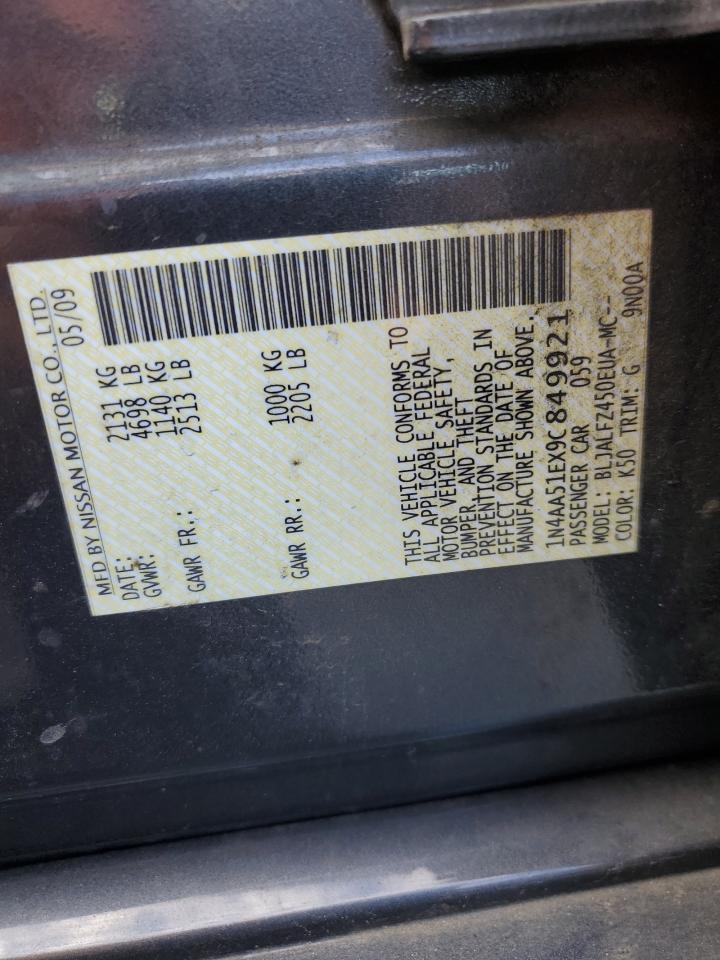 MFD BY NISSAN MOTOR CO., LTD.
DATE: 05/09
GVWR: 2131 KG
4698 LB
GAWR FR.: 1140 KG
2513 LB
GAWR RR.: 1000 KG
2205 LB
THIS VEHICLE CONFORMS TO
ALL APPLICABLE FEDERAL
MOTOR VEHICLE SAFETY,
BUMPER, AND THEFT
PREVENTION STANDARDS IN
EFFECT ON THE DATE OF
MANUFACTURE SHOWN ABOVE.
1N4AA51EX9C849921
PASSENGER CAR 059
MODEL: BLJALFZ450EUA-MC--
COLOR: K50 TRIM: G 9N00A